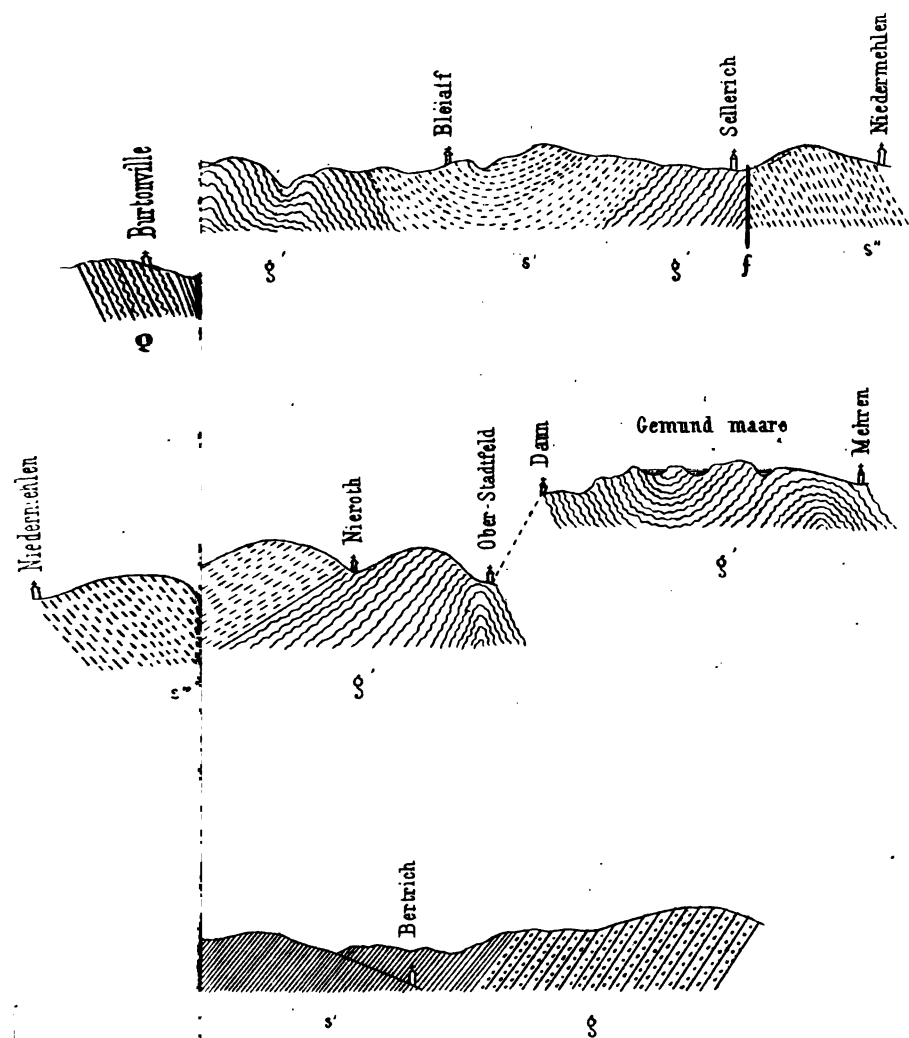 Burtonville
Bleialf
Sellerich
Niedermehlen
g'
s'
g'
f
s"
Niedermehlen
Nieroth
Ober-Stadtfeld
Daun
Gemund maare
Mehren
g'
g'
Bertrich
s'
g